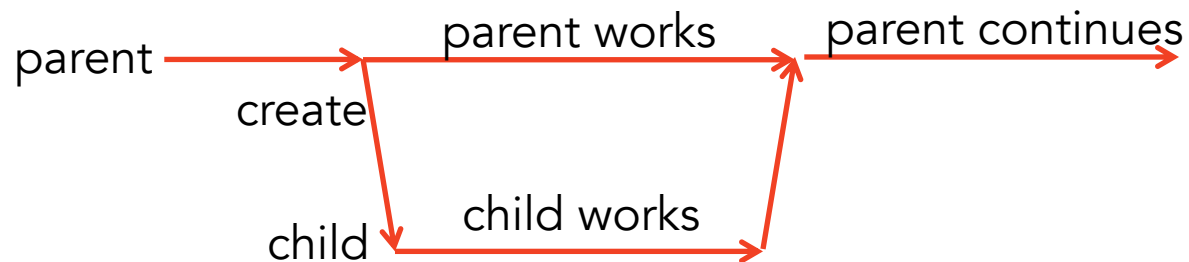 parent
parent works
parent continues
create
child works
child